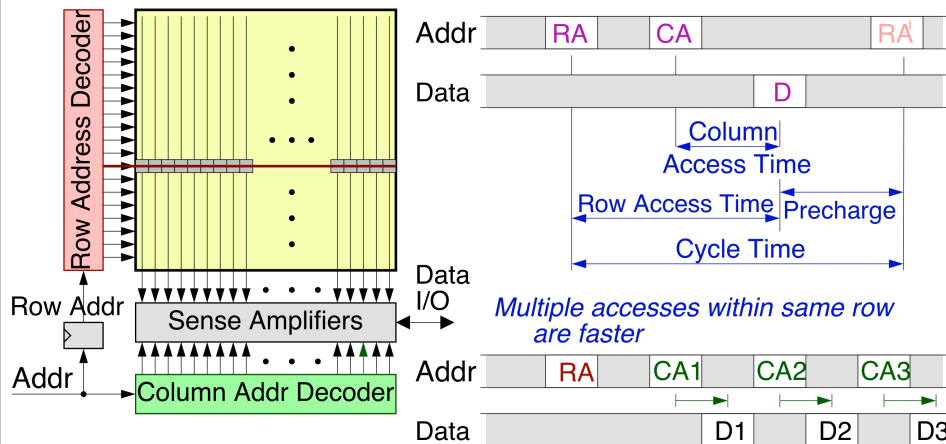 Row Address Decoder
Row Addr
Addr
Sense Amplifiers
Column Addr Decoder
Data
I/O
Addr
RA
CA
RA'
Data
D
Column
Access Time
Row Access Time
Precharge
Cycle Time
Multiple accesses within same row
are faster
Addr
RA
CA1
CA2
CA3
Data
D1
D2
D3